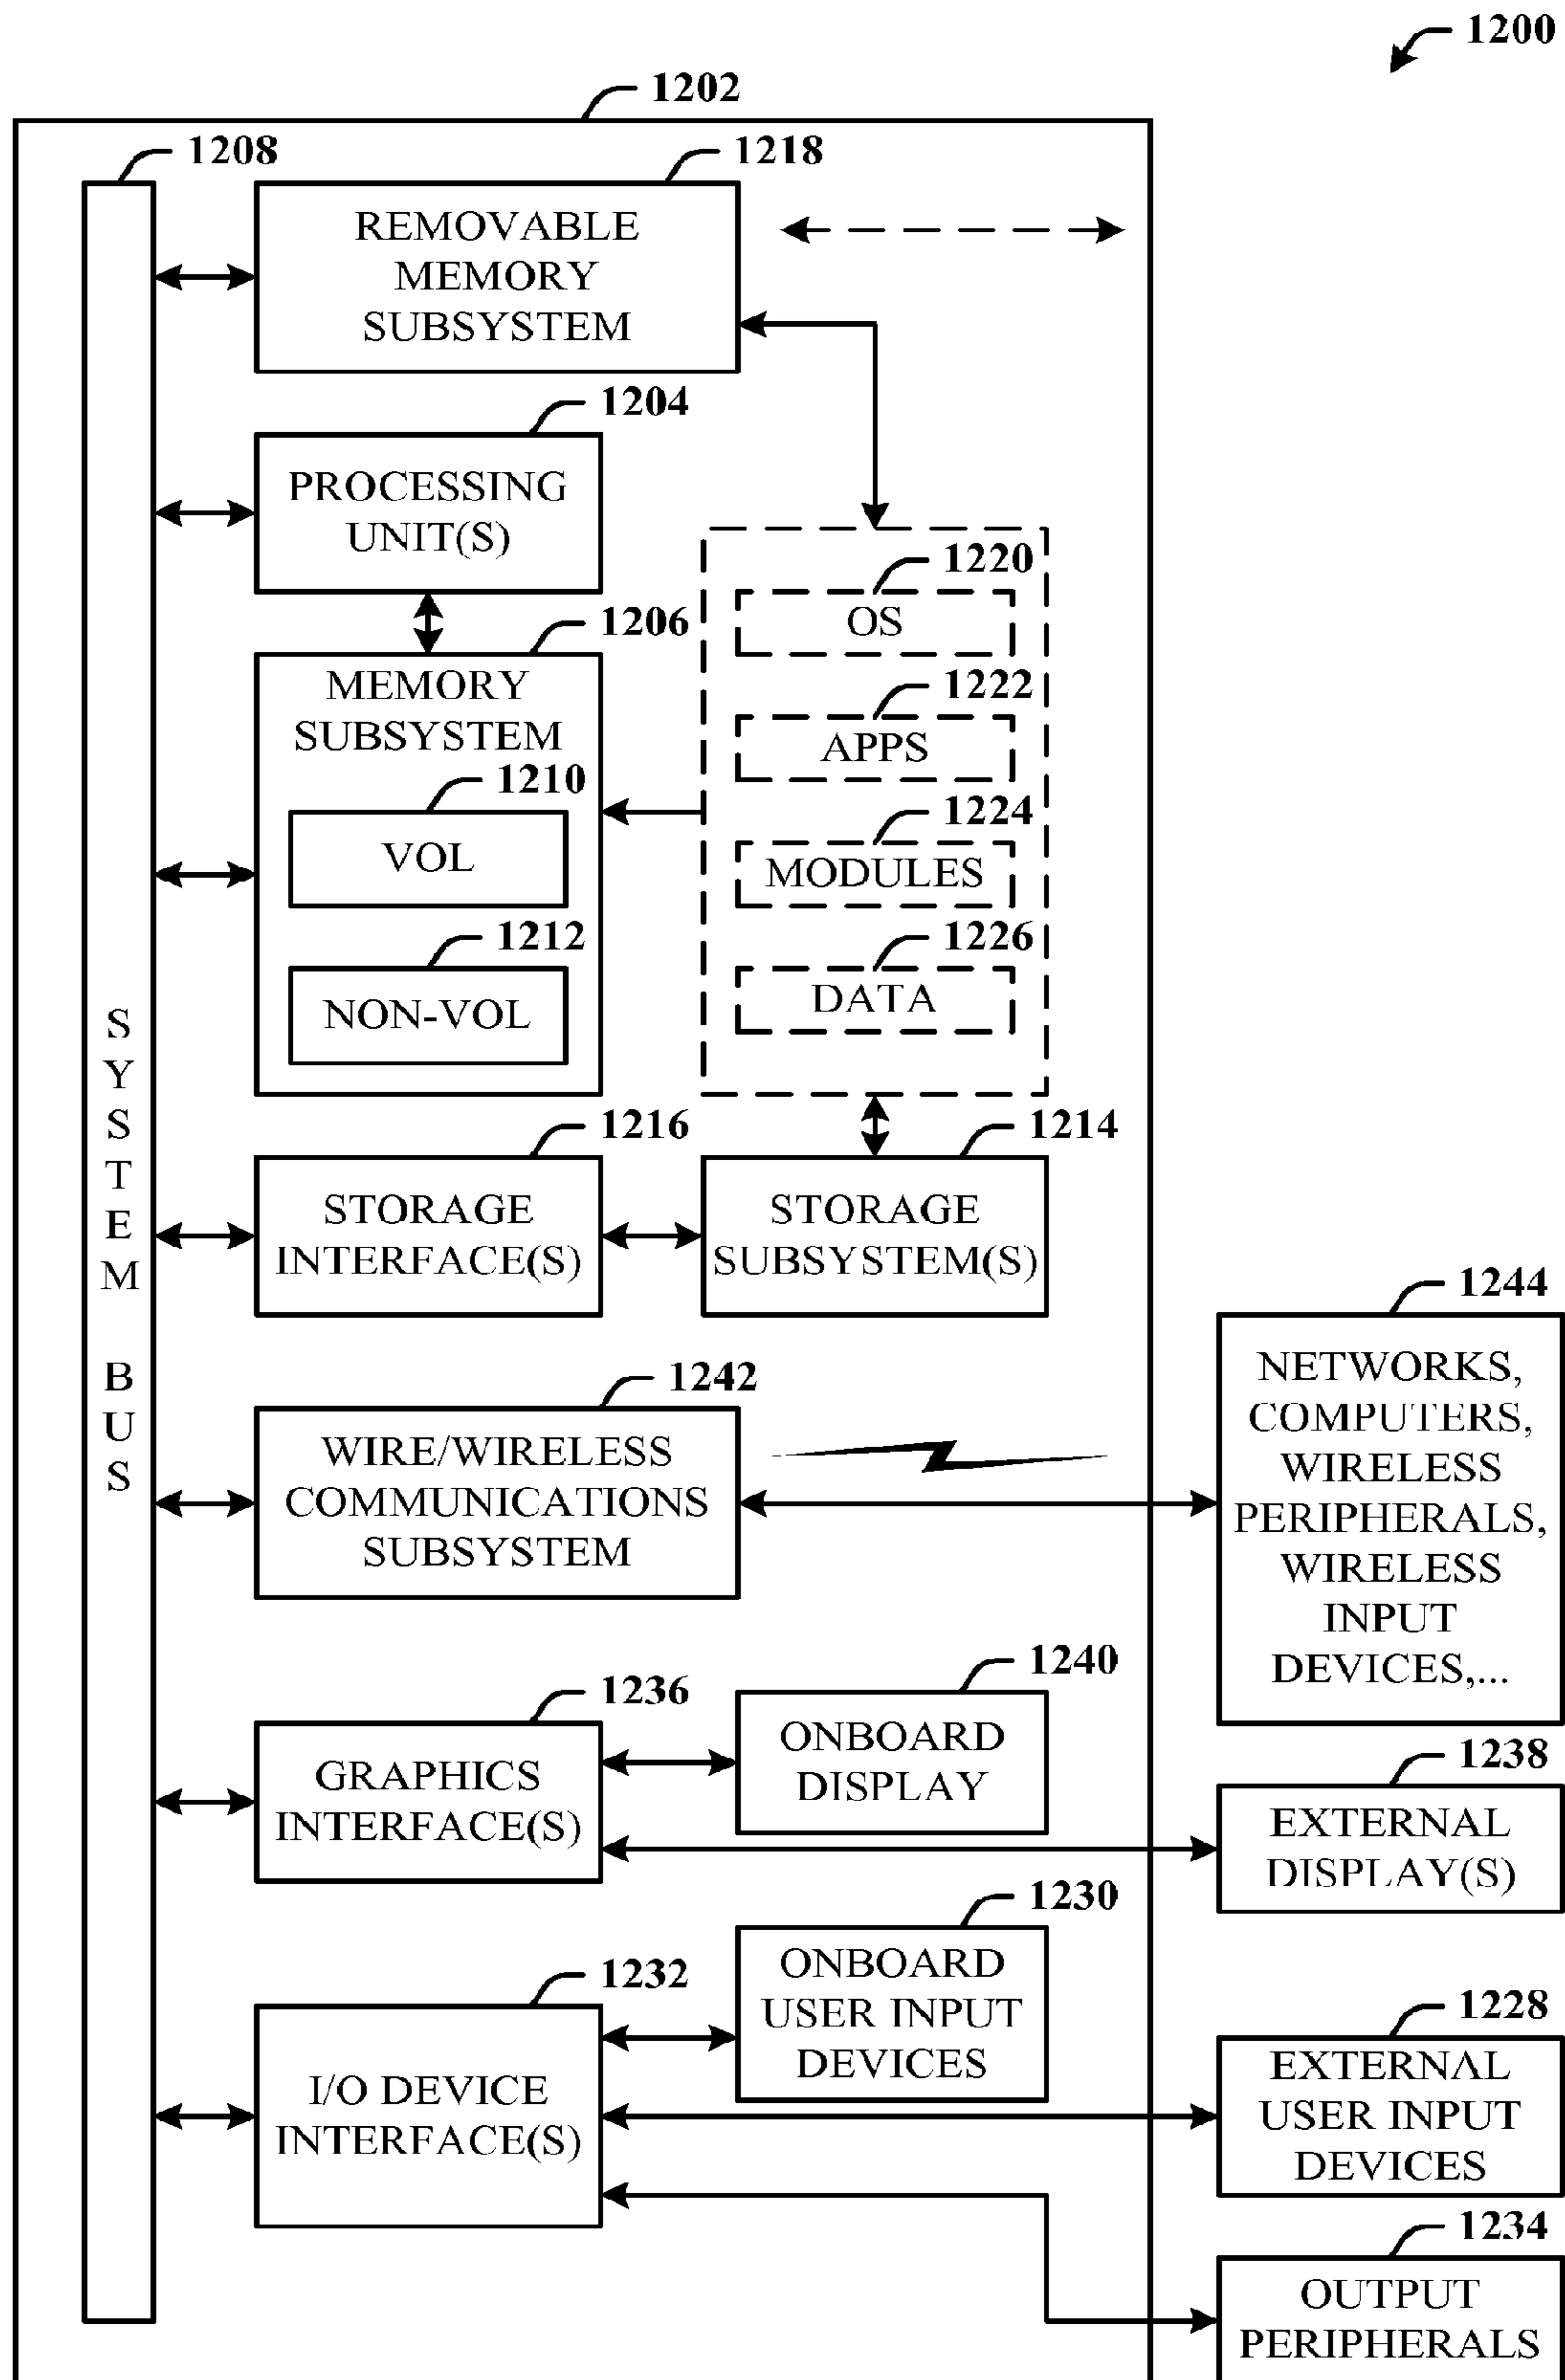 1200
1202
1208
1218
REMOVABLE
MEMORY
SUBSYSTEM
1204
PROCESSING
UNIT(S)
1220
OS
1206
MEMORY
SUBSYSTEM
1222
APPS
1210
VOL
1224
MODULES
1212
NON-VOL
1226
DATA
SYSTEM BUS
1216
STORAGE
INTERFACE(S)
1214
STORAGE
SUBSYSTEM(S)
1244
NETWORKS,
COMPUTERS,
WIRELESS
PERIPHERALS,
WIRELESS
INPUT
DEVICES,...
1242
WIRE/WIRELESS
COMMUNICATIONS
SUBSYSTEM
1240
ONBOARD
DISPLAY
1236
GRAPHICS
INTERFACE(S)
1238
EXTERNAL
DISPLAY(S)
1230
ONBOARD
USER INPUT
DEVICES
1232
I/O DEVICE
INTERFACE(S)
1228
EXTERNAL
USER INPUT
DEVICES
1234
OUTPUT
PERIPHERALS